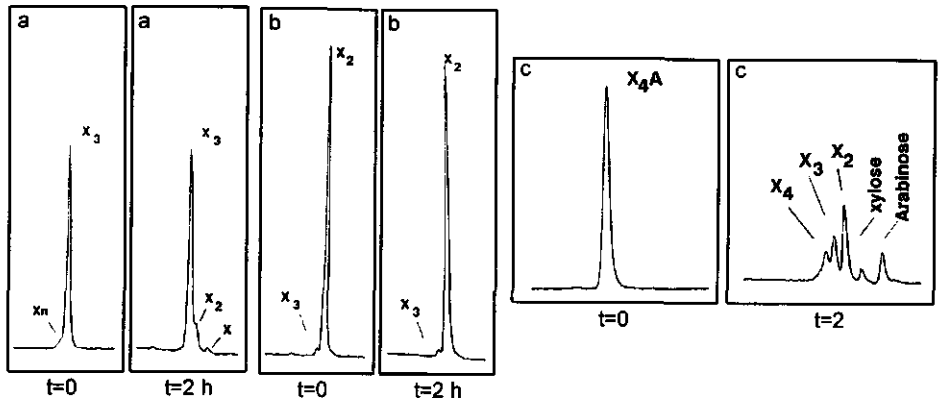 a
X3
Xn
t=0
a
X3
X2
X
t=2 h
b
X2
X3
t=0
b
X2
X3
t=2 h
C
X4A
t=0
C
X4
X3
X2
xylose
Arabinose
t=2